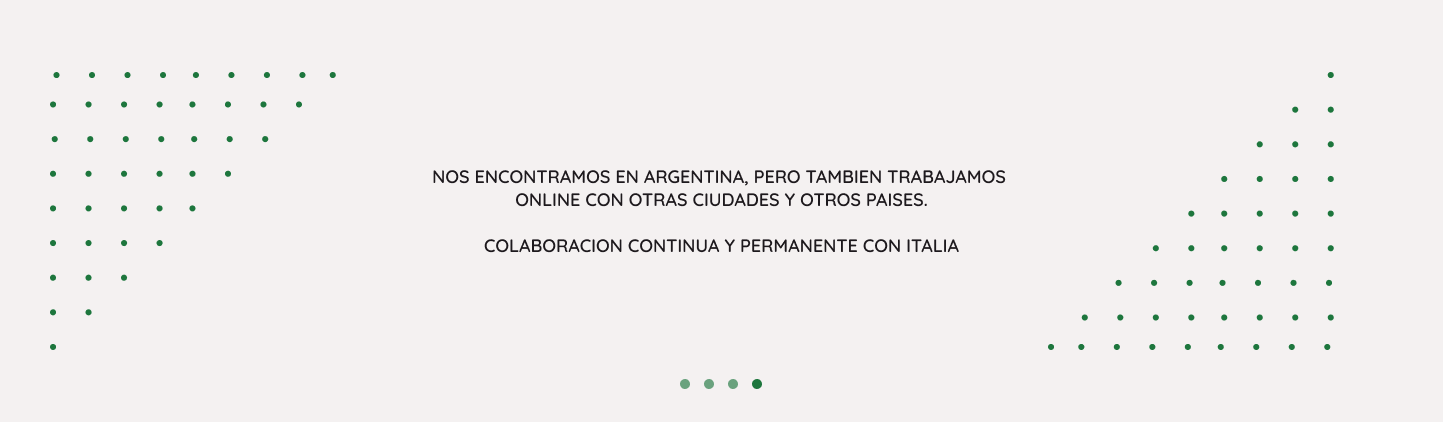 NOS ENCONTRAMOS EN ARGENTINA, PERO TAMBIEN TRABAJAMOS
ONLINE CON OTRAS CIUDADES Y OTROS PAISES.
COLABORACION CONTINUA Y PERMANENTE CON ITALIA